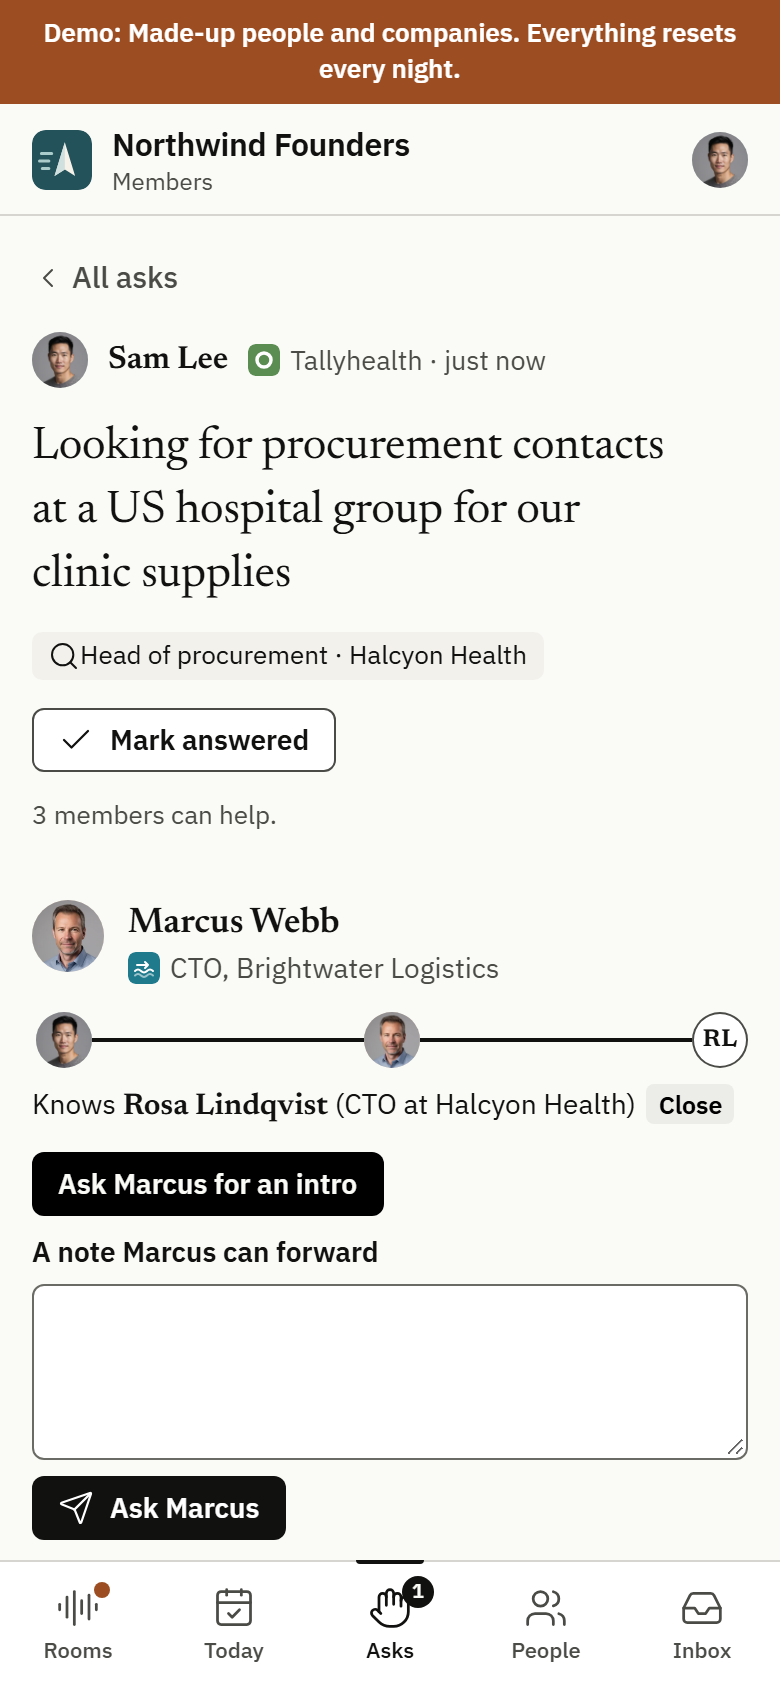 Demo: Made-up people and companies. Everything resets
every night.
Northwind Founders
Members
All asks
Sam Lee Tallyhealth · just now
Looking for procurement contacts
at a US hospital group for our
clinic supplies
Head of procurement · Halcyon Health
Mark answered
3 members can help.
Marcus Webb
CTO, Brightwater Logistics
RL
Knows Rosa Lindqvist (CTO at Halcyon Health) Close
Ask Marcus for an intro
A note Marcus can forward
Ask Marcus
1
Rooms Today Asks People Inbox